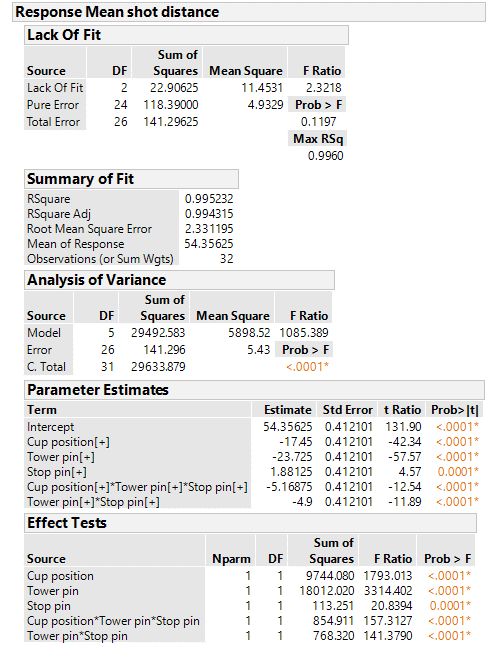 Response Mean shot distance
Lack Of Fit
Sum of
Source DF Squares Mean Square F Ratio
Lack Of Fit 2 22.90625 11.4531 2.3218
Pure Error 24 118.39000 4.9329 Prob > F
Total Error 26 141.29625 0.1197
Max RSq
0.9960
Summary of Fit
RSquare 0.995232
RSquare Adj 0.994315
Root Mean Square Error 2.331195
Mean of Response 54.35625
Observations (or Sum Wgts) 32
Analysis of Variance
Sum of
Source DF Squares Mean Square F Ratio
Model 5 29492.583 5898.52 1085.389
Error 26 141.296 5.43 Prob > F
C. Total 31 29633.879 <.0001*
Parameter Estimates
Term Estimate Std Error t Ratio Prob>|t|
Intercept 54.35625 0.412101 131.90 <.0001*
Cup position[+] -17.45 0.412101 -42.34 <.0001*
Tower pin[+] -23.725 0.412101 -57.57 <.0001*
Stop pin[+] 1.88125 0.412101 4.57 0.0001*
Cup position[+]*Tower pin[+]*Stop pin[+] -5.16875 0.412101 -12.54 <.0001*
Tower pin[+]*Stop pin[+] -4.9 0.412101 -11.89 <.0001*
Effect Tests
Sum of
Source Nparm DF Squares F Ratio Prob > F
Cup position 1 1 9744.080 1793.013 <.0001*
Tower pin 1 1 18012.020 3314.402 <.0001*
Stop pin 1 1 113.251 20.8394 0.0001*
Cup position*Tower pin*Stop pin 1 1 854.911 157.3127 <.0001*
Tower pin*Stop pin 1 1 768.320 141.3790 <.0001*